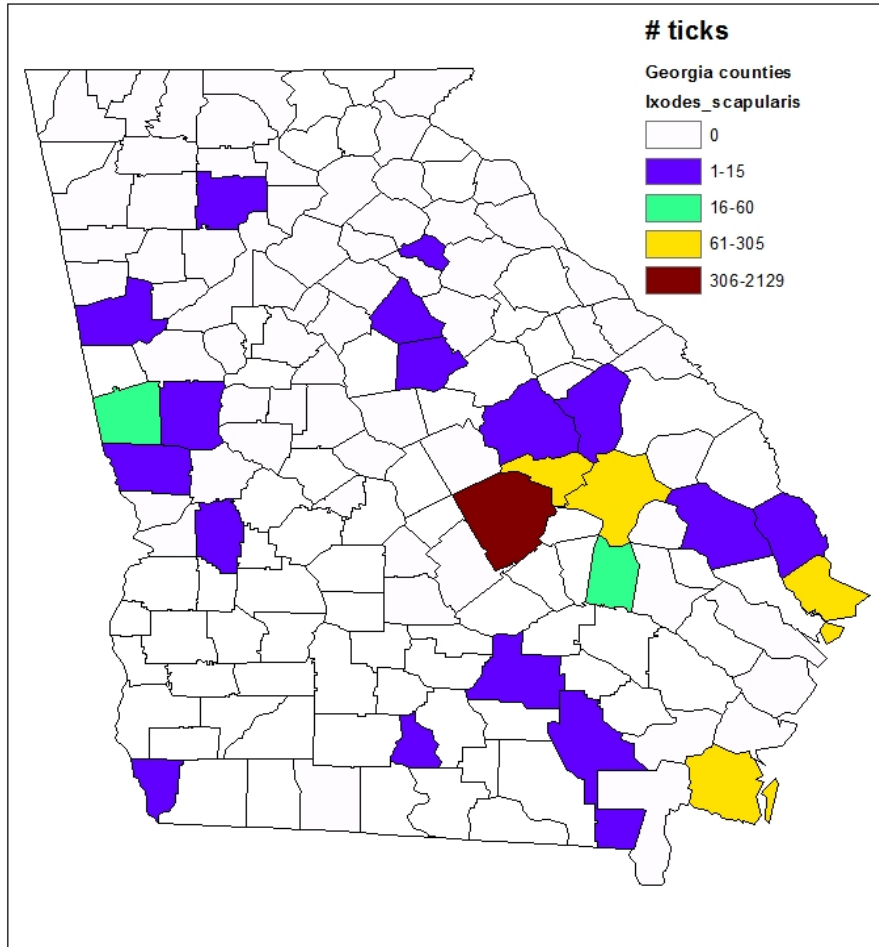 # ticks
Georgia counties
Ixodes_scapularis
0
1-15
16-60
61-305
306-2129